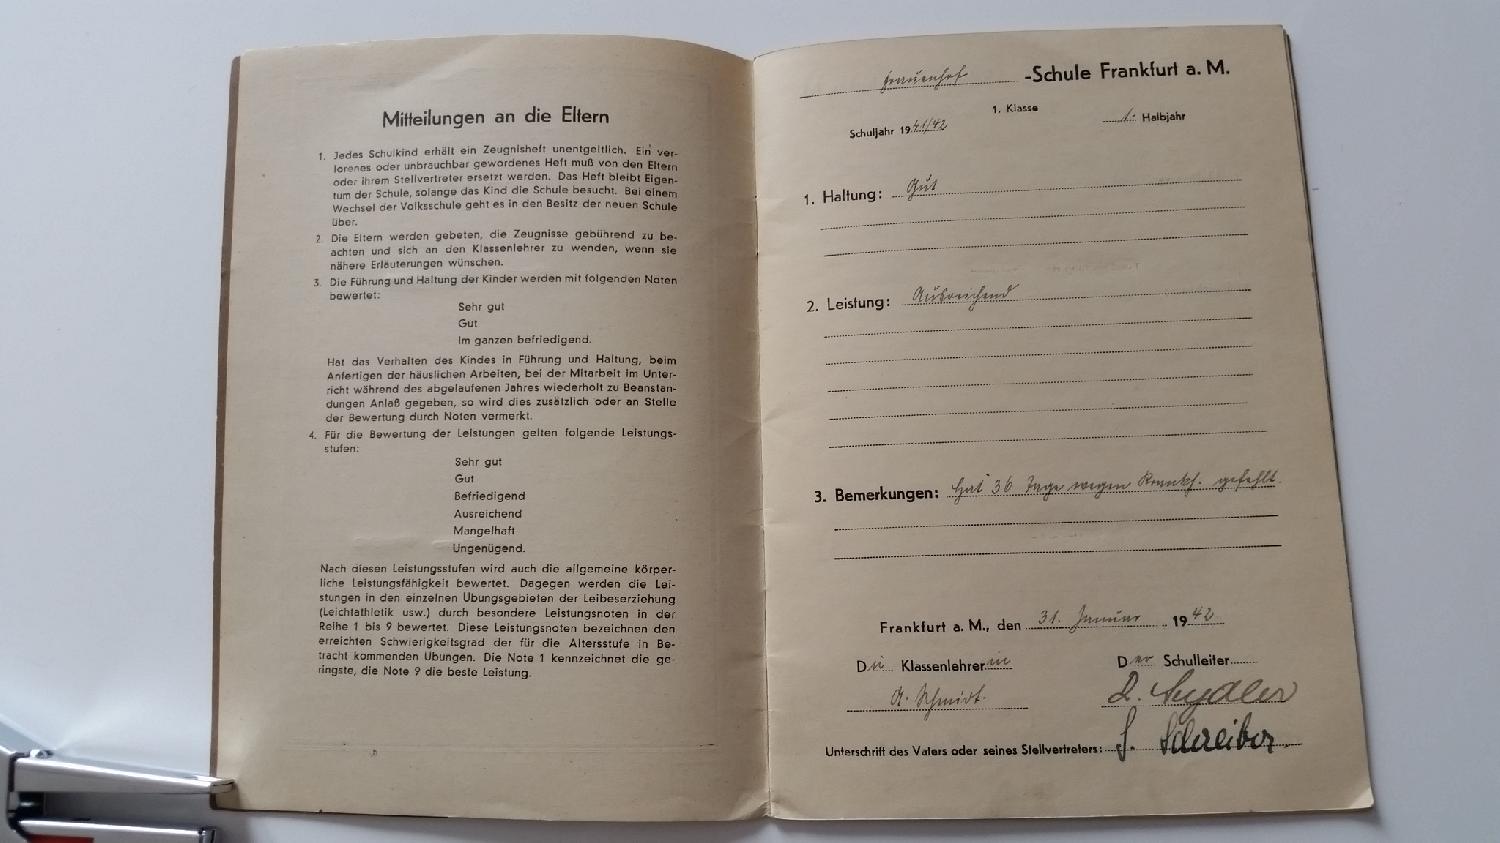 Mitteilungen an die Eltern
1. Jedes Schulkind erhält ein Zeugnisheft unentgeltlich. Ein ver-
lorenes oder unbrauchbar gewordenes Heft muß von den Eltern
oder ihrem Stellvertreter ersetzt werden. Das Heft bleibt Eigen-
tum der Schule, solange das Kind die Schule besucht. Bei einem
Wechsel der Volksschule geht es in den Besitz der neuen Schule
über.
2. Die Eltern werden gebeten, die Zeugnisse gebührend zu be-
achten und sich an den Klassenlehrer zu wenden, wenn sie
nähere Erläuterungen wünschen.
3. Die Führung und Haltung der Kinder werden mit folgenden Noten
bewertet:
Sehr gut
Gut
Im ganzen befriedigend.
Hat das Verhalten des Kindes in Führung und Haltung, beim
Anfertigen der häuslichen Arbeiten, bei der Mitarbeit im Unter-
richt während des abgelaufenen Jahres wiederholt zu Beanstan-
dungen Anlaß gegeben, so wird dies zusätzlich oder an Stelle
der Bewertung durch Noten vermerkt.
4. Für die Bewertung der Leistungen gelten folgende Leistungs-
stufen:
Sehr gut
Gut
Befriedigend
Ausreichend
Mangelhaft
Ungenügend.
Nach diesen Leistungsstufen wird auch die allgemeine körper-
liche Leistungsfähigkeit bewertet. Dagegen werden die Lei-
stungen in den einzelnen Übungsgebieten der Leibeserziehung
(Leichtathletik usw.) durch besondere Leistungsnoten in der
Reihe 1 bis 9 bewertet. Diese Leistungsnoten bezeichnen den
erreichten Schwierigkeitsgrad der für die Altersstufe in Be-
tracht kommenden Übungen. Die Note 1 kennzeichnet die ge-
ringste, die Note 9 die beste Leistung.
Frauenhof -Schule Frankfurt a. M.
1. Klasse
Schuljahr 1941/42 1. Halbjahr
1. Haltung: Gut
2. Leistung: Ausreichend
3. Bemerkungen: Hat 36 Tage wegen Krankh. gefehlt.
Frankfurt a. M., den 31. Januar 1942
Die Klassenlehrerin Der Schulleiter
A. Schmidt.
Unterschrift des Vaters oder seines Stellvertreters: Schreiber